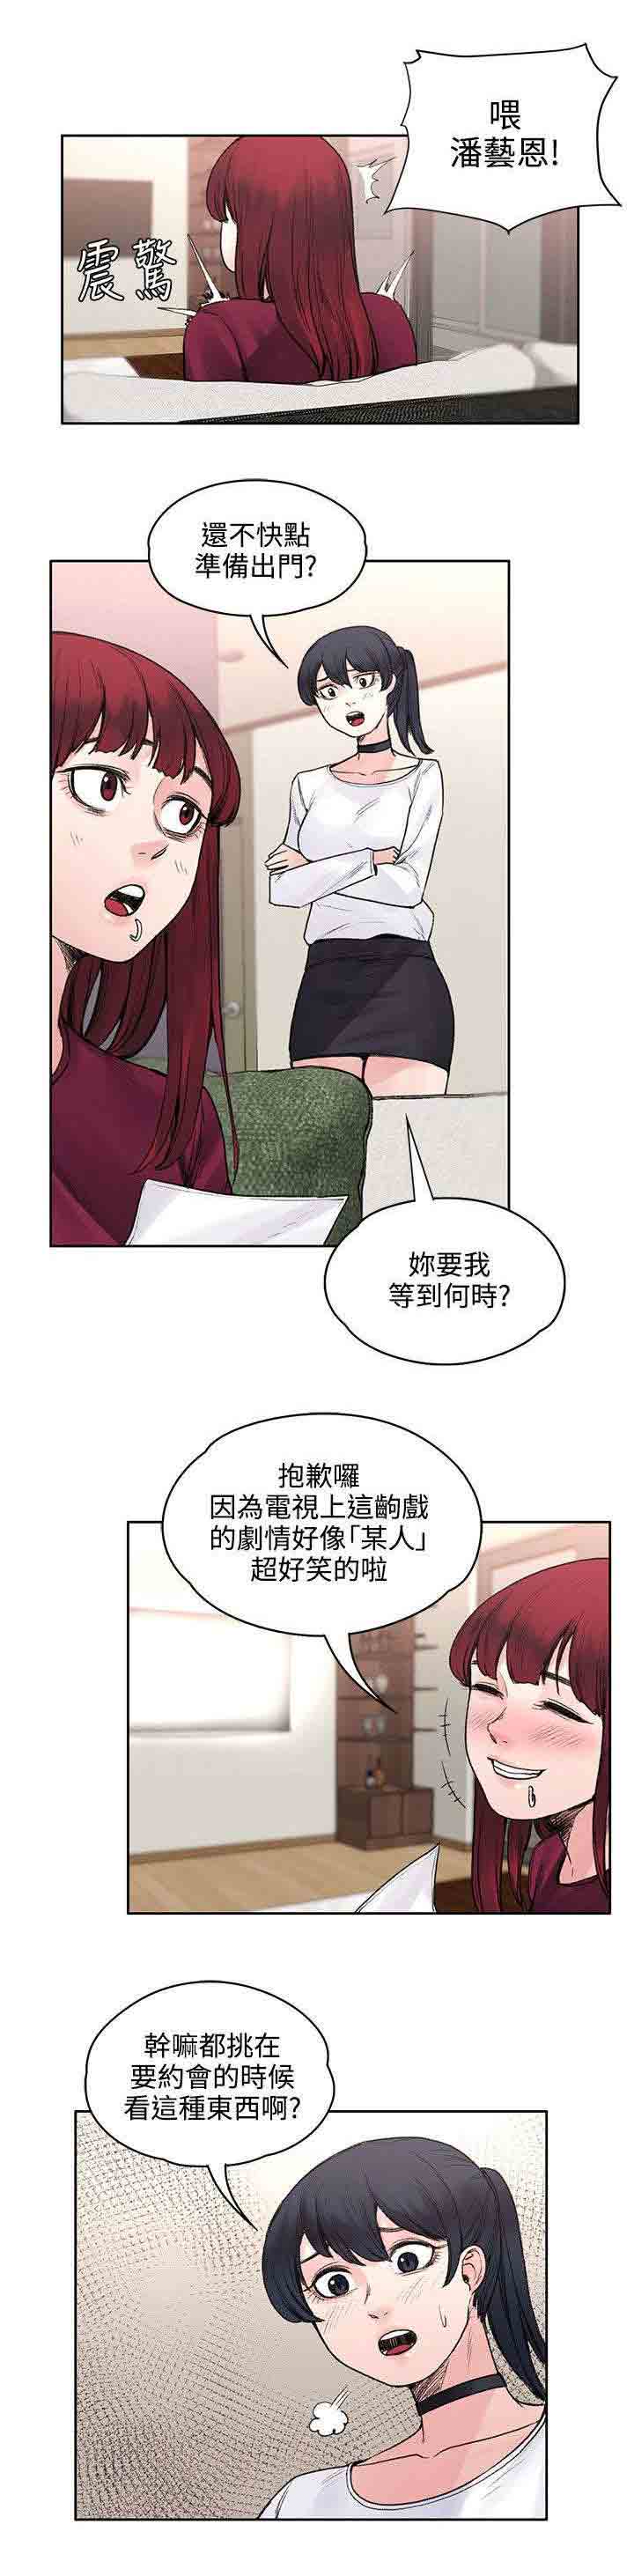 喂
潘藝恩!
震驚
還不快點
準備出門?
妳要我
等到何時?
抱歉囉
因為電視上這齣戲
的劇情好像「某人」
超好笑的啦
幹嘛都挑在
要約會的時候
看這種東西啊?